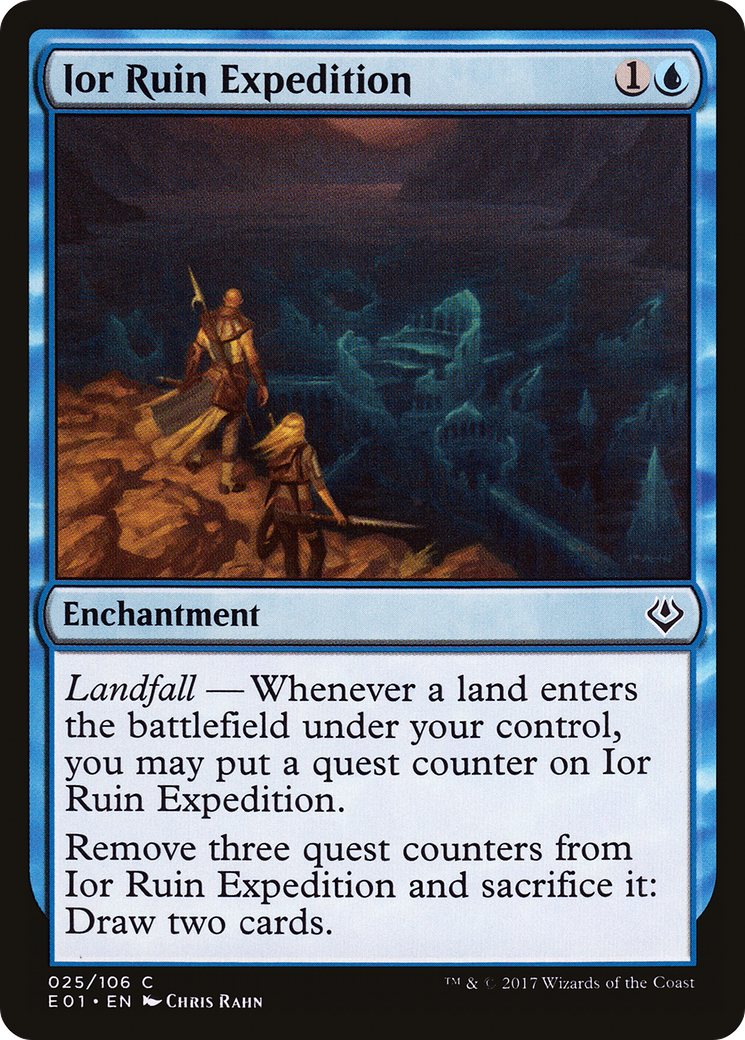 Ior Ruin Expedition 1
Enchantment
Landfall — Whenever a land enters
the battlefield under your control,
you may put a quest counter on Ior
Ruin Expedition.
Remove three quest counters from
Ior Ruin Expedition and sacrifice it:
Draw two cards.
025/106 C
™ & © 2017 Wizards of the Coast
E01 • EN Chris Rahn